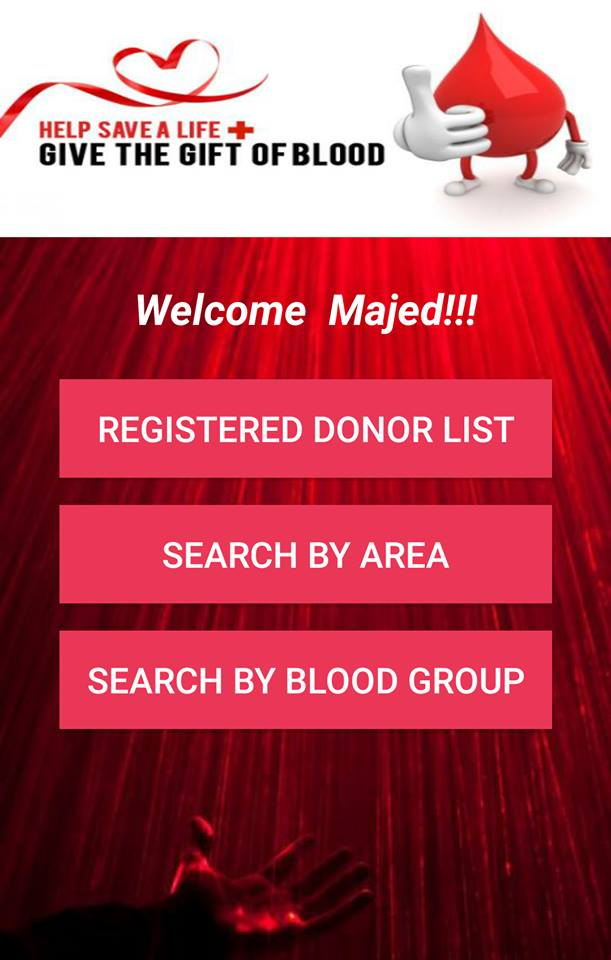 HELP SAVE A LIFE +
GIVE THE GIFT OF BLOOD
Welcome Majed!!!
REGISTERED DONOR LIST
SEARCH BY AREA
SEARCH BY BLOOD GROUP